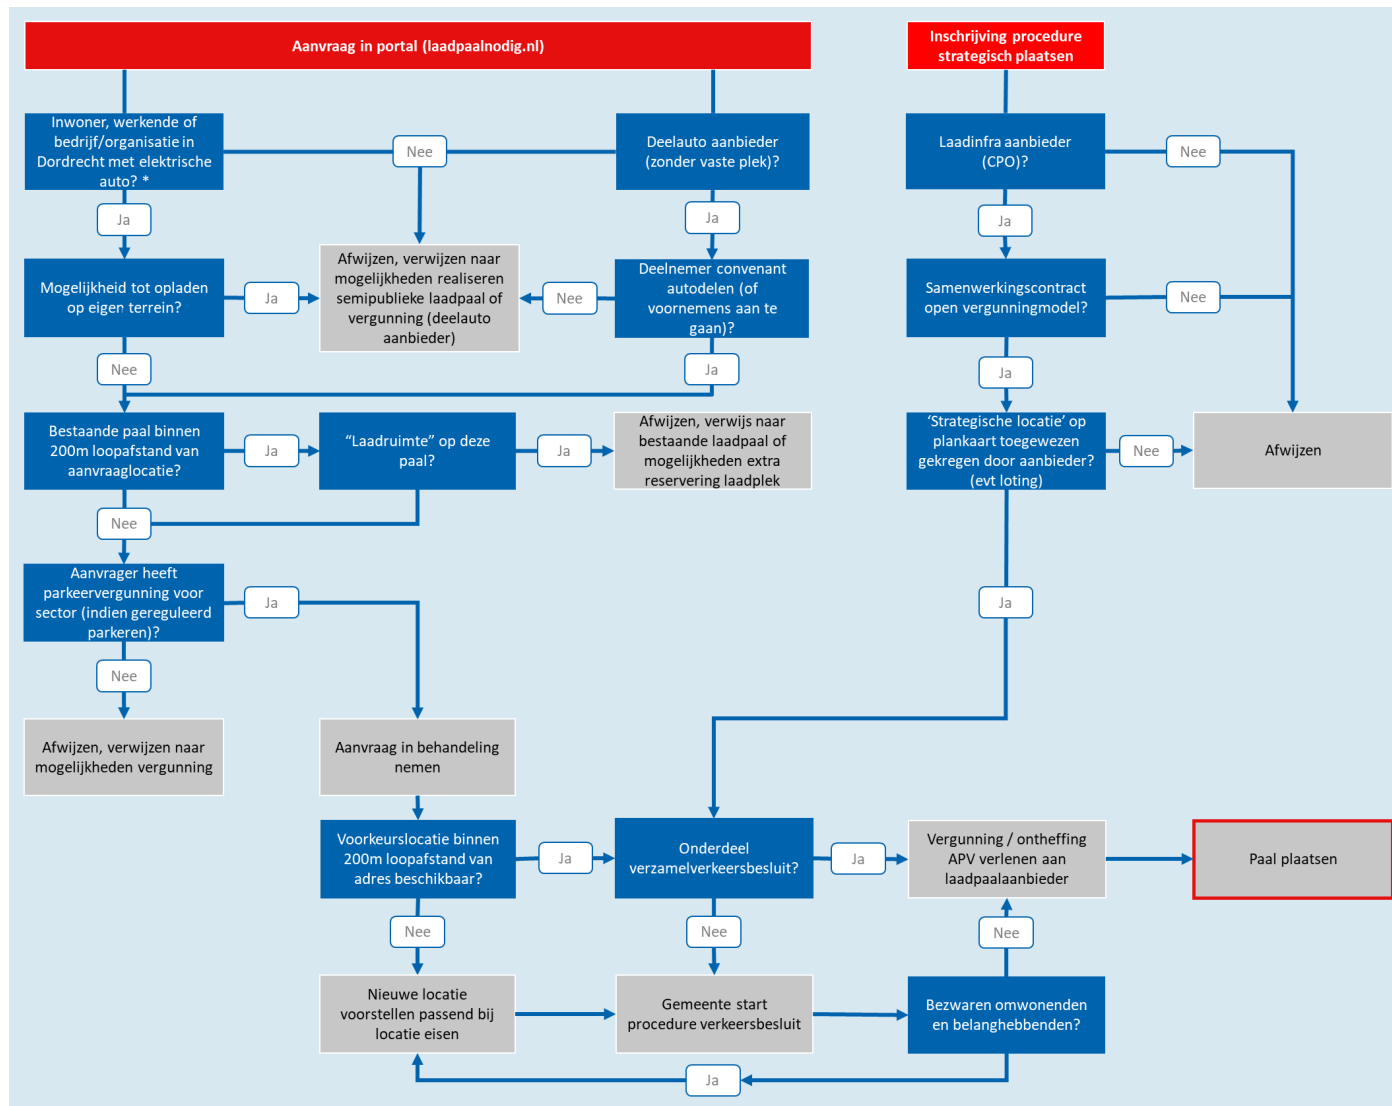 Aanvraag in portal (laadpaalnodig.nl)
Inschrijving procedure
strategisch plaatsen
Inwoner, werkende of
bedrijf/organisatie in
Dordrecht met elektrische
auto? *
Nee
Deelauto aanbieder
(zonder vaste plek)?
Laadinfra aanbieder
(CPO)?
Nee
Ja
Ja
Ja
Mogelijkheid tot opladen
op eigen terrein?
Ja
Afwijzen, verwijzen naar
mogelijkheden realiseren
semipublieke laadpaal of
vergunning (deelauto
aanbieder)
Nee
Deelnemer convenant
autodelen (of
voornemens aan te
gaan)?
Samenwerkingscontract
open vergunningmodel?
Nee
Nee
Ja
Ja
Bestaande paal binnen
200m loopafstand van
aanvraaglocatie?
Ja
“Laadruimte” op deze
paal?
Ja
Afwijzen, verwijs naar
bestaande laadpaal of
mogelijkheden extra
reservering laadplek
‘Strategische locatie’ op
plankaart toegewezen
gekregen door aanbieder?
(evt loting)
Nee
Afwijzen
Nee
Aanvrager heeft
parkeervergunning voor
sector (indien gereguleerd
parkeren)?
Ja
Ja
Nee
Afwijzen, verwijzen naar
mogelijkheden vergunning
Aanvraag in behandeling
nemen
Voorkeurslocatie binnen
200m loopafstand van
adres beschikbaar?
Ja
Onderdeel
verzamelverkeersbesluit?
Ja
Vergunning / ontheffing
APV verlenen aan
laadpaalaanbieder
Paal plaatsen
Nee
Nee
Nee
Nieuwe locatie
voorstellen passend bij
locatie eisen
Gemeente start
procedure verkeersbesluit
Bezwaren omwonenden
en belanghebbenden?
Ja